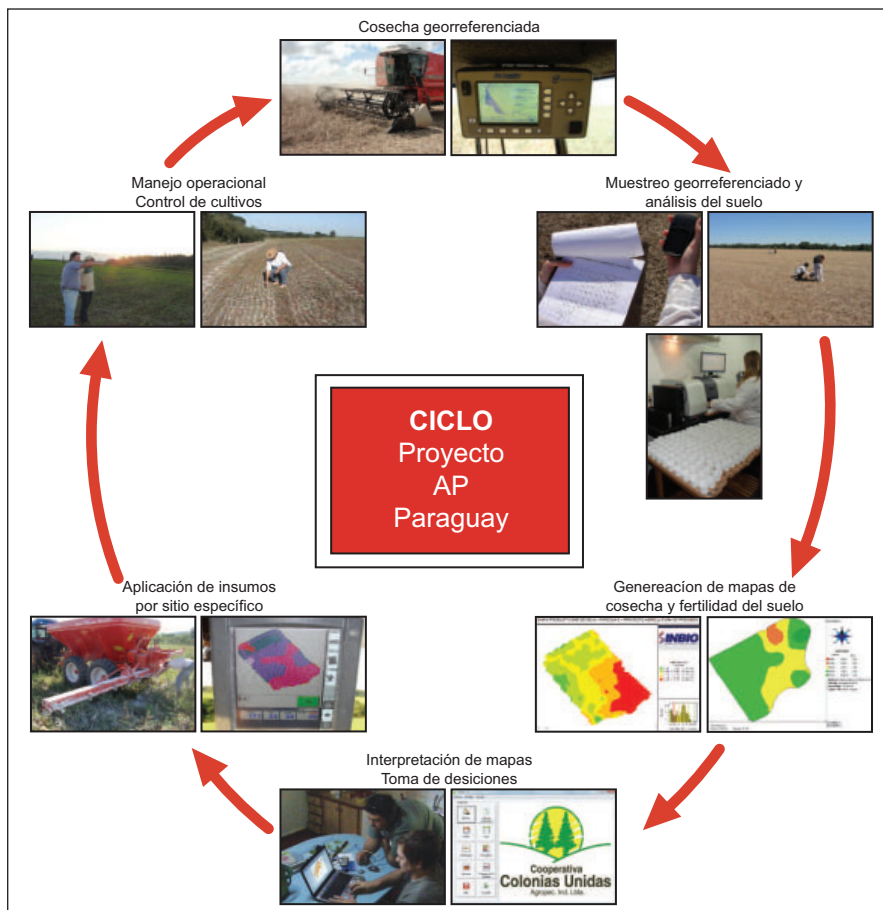 Cosecha georreferenciada
Manejo operacional
Control de cultivos
Muestreo georreferenciado y
análisis del suelo
CICLO
Proyecto
AP
Paraguay
Aplicación de insumos
por sitio específico
Genereacion de mapas de
cosecha y fertilidad del suelo
SINBIO
Interpretación de mapas
Toma de desiciones
Cooperativa
Colonias Unidas
Agropec. Ind. Ltda.